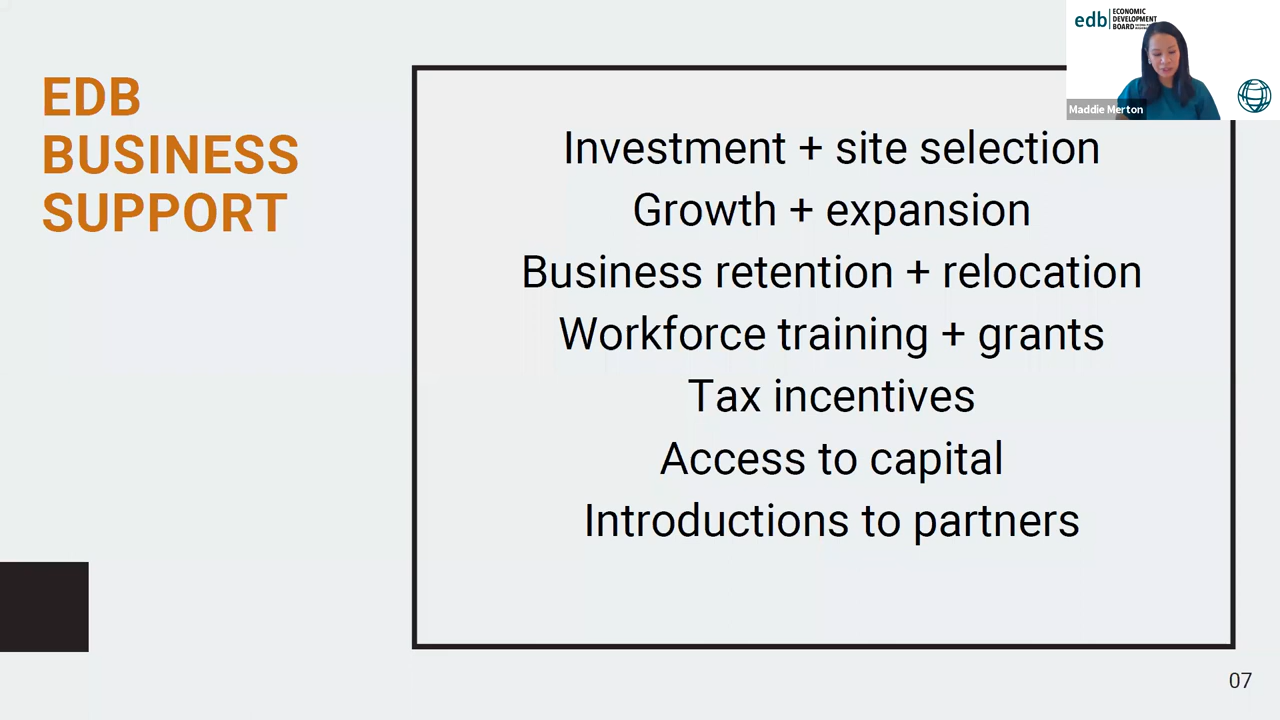 EDB
BUSINESS
SUPPORT
edb
ECONOMIC
DEVELOPMENT
BOARD
Maddie Merton
Investment + site selection
Growth + expansion
Business retention + relocation
Workforce training + grants
Tax incentives
Access to capital
Introductions to partners
07